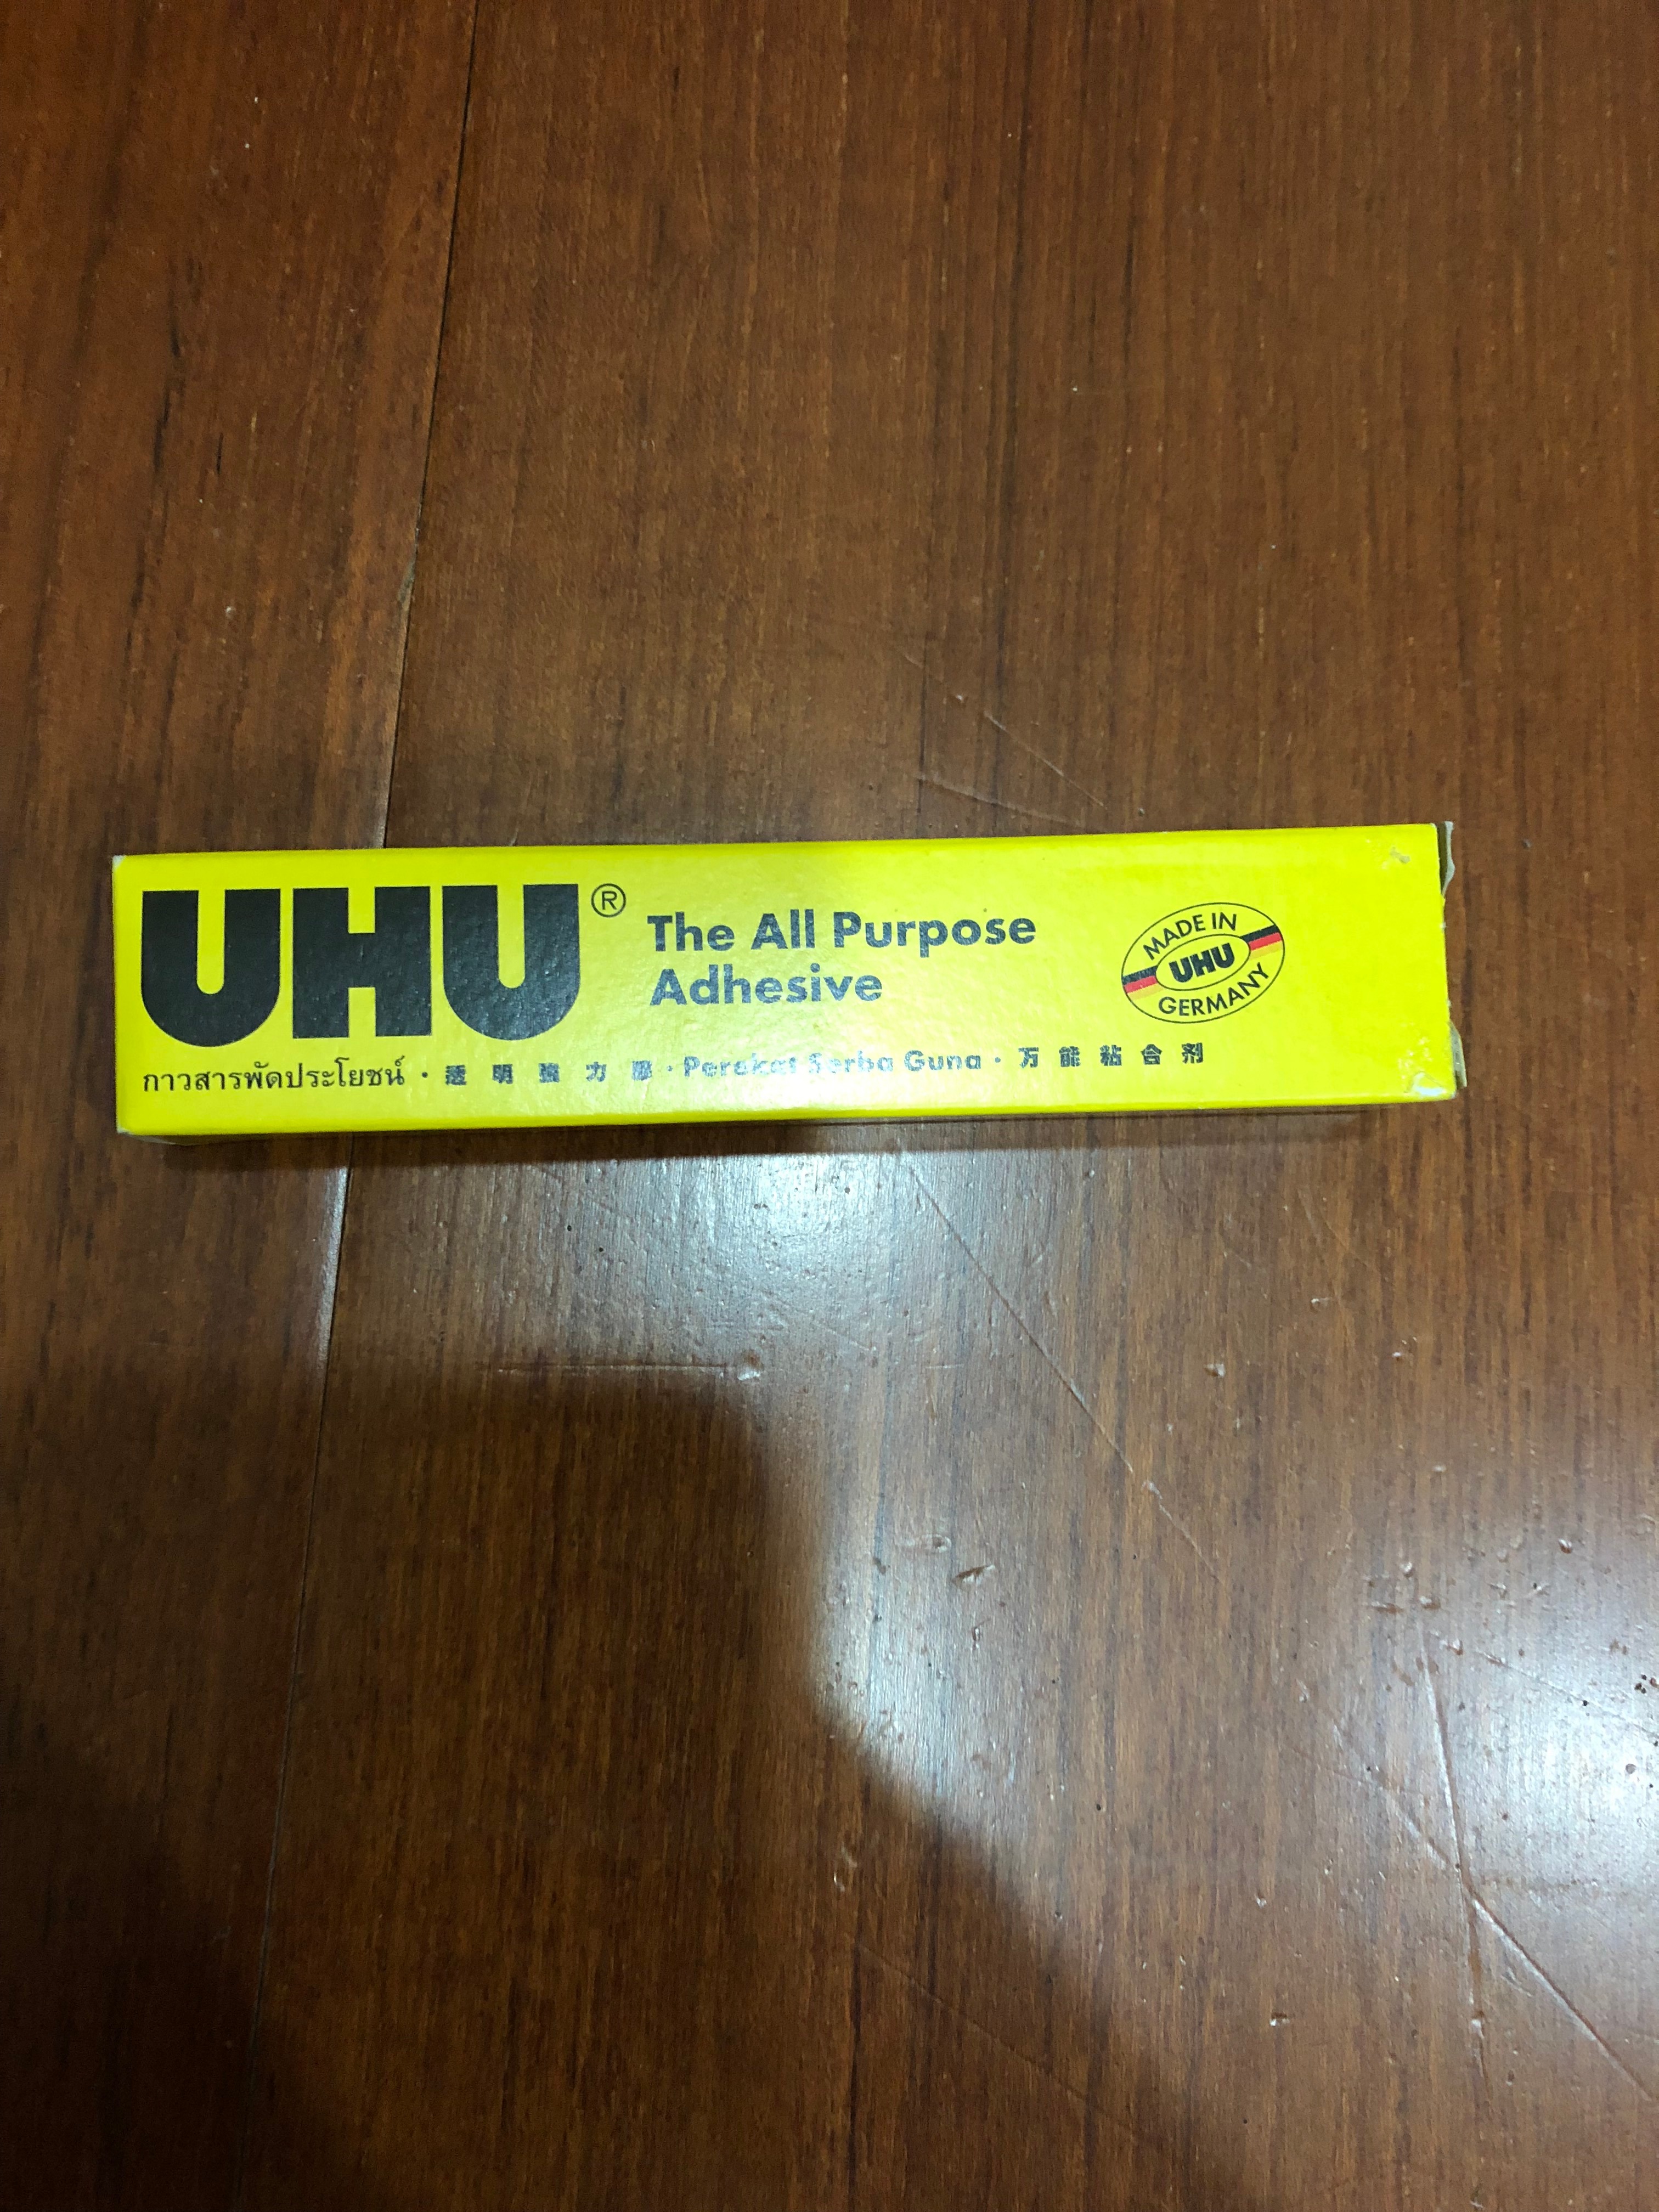 UHU®
The All Purpose
Adhesive
MADE IN
UHU
GERMANY
กาวสารพัดประโยชน์ · 透明強力膠 · Perekat Serba Guna · 万能粘合剂